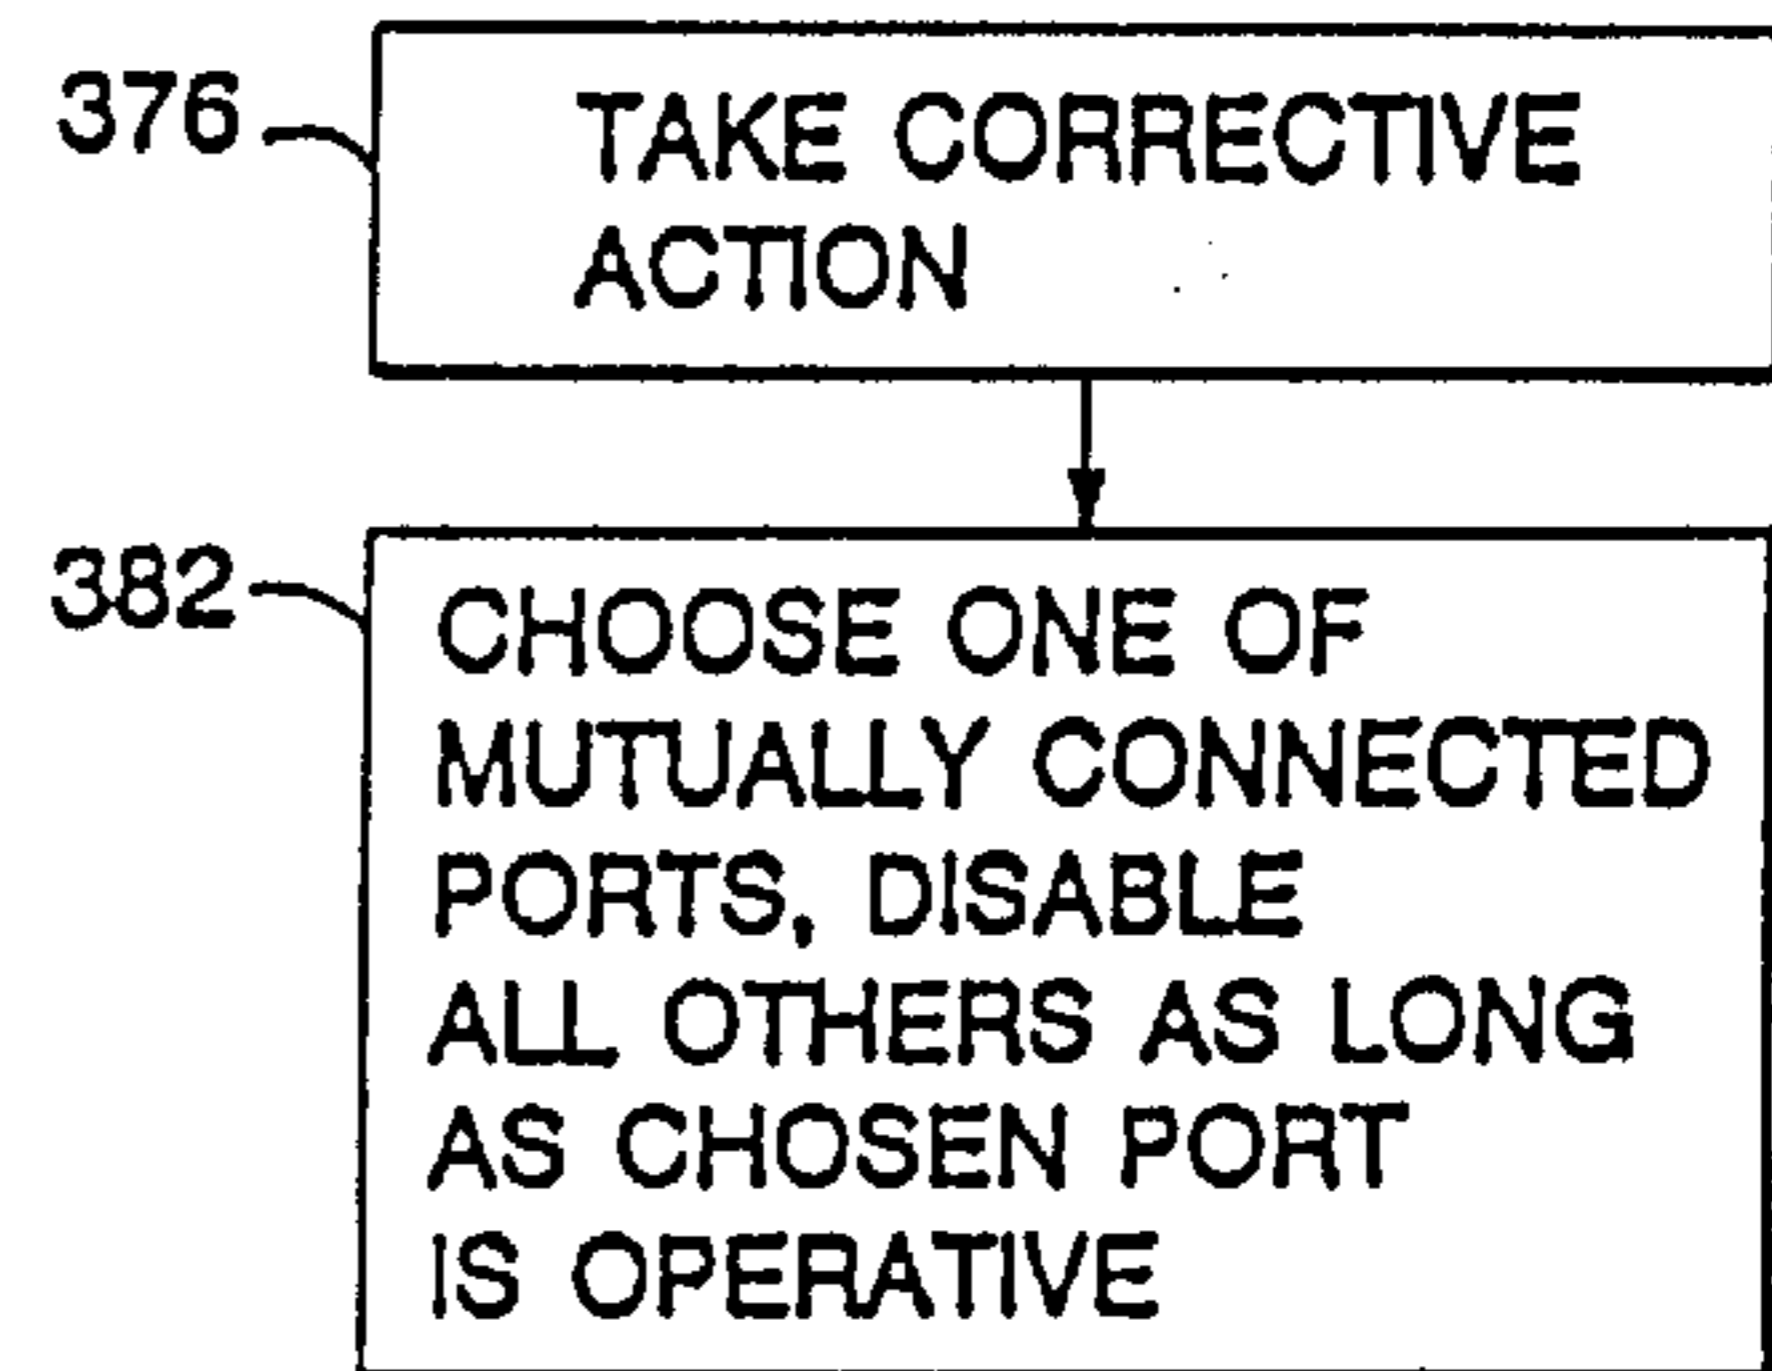 376
TAKE CORRECTIVE
ACTION
382
CHOOSE ONE OF
MUTUALLY CONNECTED
PORTS, DISABLE
ALL OTHERS AS LONG
AS CHOSEN PORT
IS OPERATIVE